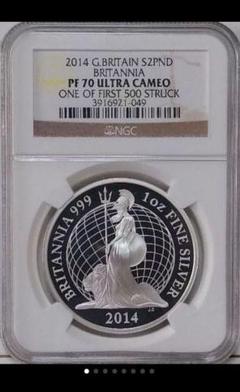 2014 G.BRITAIN S2PND
BRITANNIA
PF 70 ULTRA CAMEO
ONE OF FIRST 500 STRUCK
3916921-049
NGC
BRITANNIA 999 1oz FINE SILVER
2014